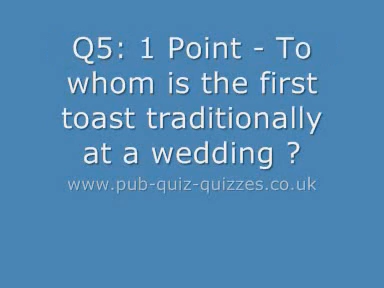 Q5: 1 Point - To
whom is the first
toast traditionally
at a wedding ?
www.pub-quiz-quizzes.co.uk